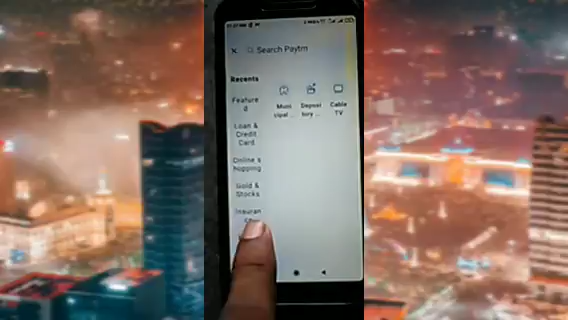 Search Paytm
Recents
Feature
d
Loan &
Credit
Card
Online s
hopping
Gold &
Stocks
Insuran
Muni
cipal ...
Deposi
tory ...
Cable
TV